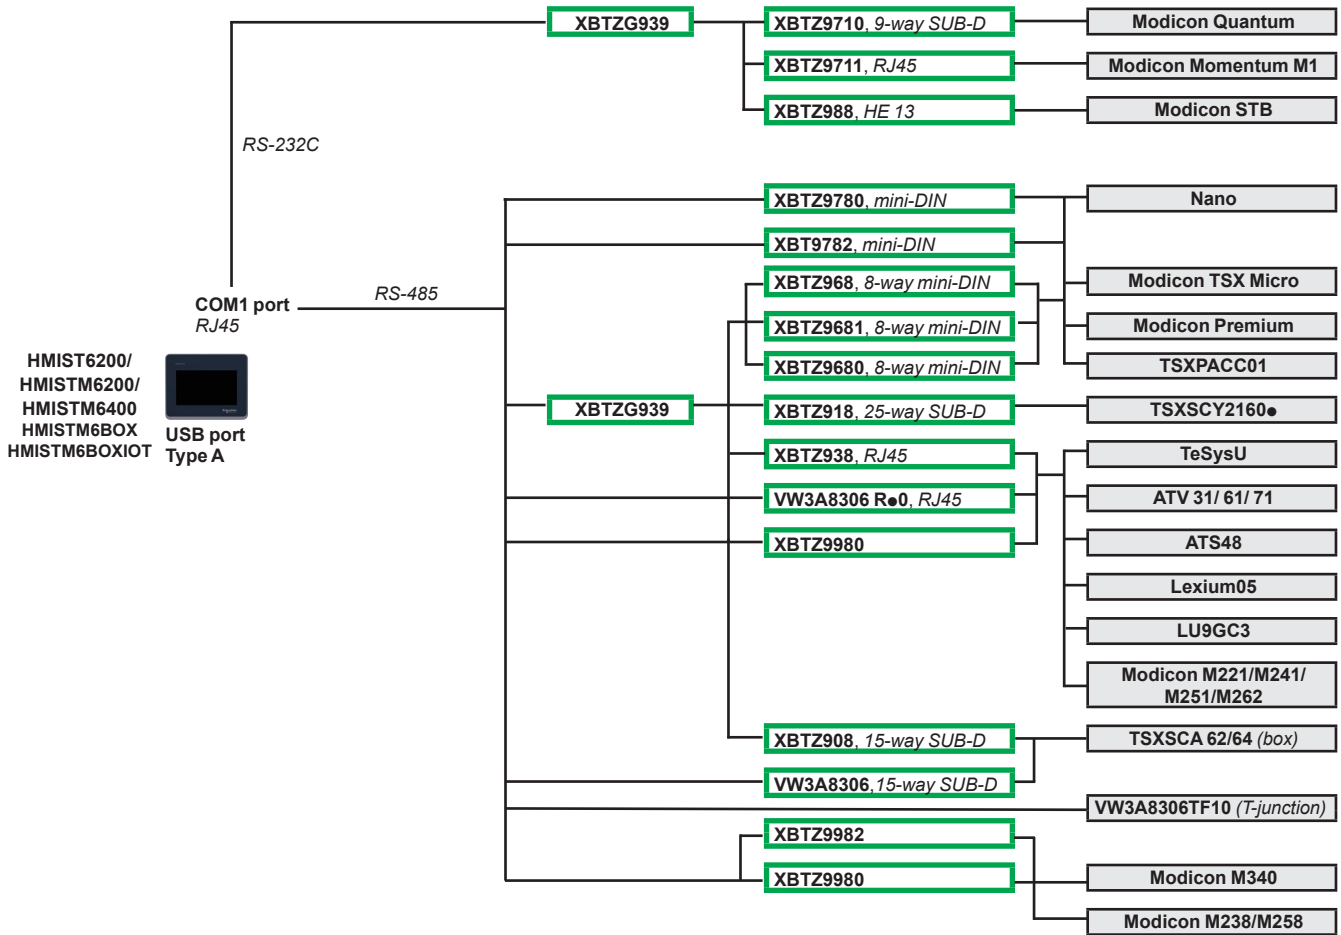 XBTZG939
XBTZ9710, 9-way SUB-D
Modicon Quantum
XBTZ9711, RJ45
Modicon Momentum M1
XBTZ988, HE 13
Modicon STB
RS-232C
XBTZ9780, mini-DIN
Nano
XBT9782, mini-DIN
XBTZ968, 8-way mini-DIN
Modicon TSX Micro
RS-485
COM1 port
RJ45
XBTZ9681, 8-way mini-DIN
Modicon Premium
XBTZ9680, 8-way mini-DIN
TSXPACC01
HMIST6200/
HMISTM6200/
HMISTM6400
HMISTM6BOX
HMISTM6BOXIOT
USB port
Type A
XBTZG939
XBTZ918, 25-way SUB-D
TSXSCY2160●
XBTZ938, RJ45
TeSysU
VW3A8306 R●0, RJ45
ATV 31/ 61/ 71
XBTZ9980
ATS48
Lexium05
LU9GC3
Modicon M221/M241/
M251/M262
XBTZ908, 15-way SUB-D
TSXSCA 62/64 (box)
VW3A8306,15-way SUB-D
VW3A8306TF10 (T-junction)
XBTZ9982
XBTZ9980
Modicon M340
Modicon M238/M258